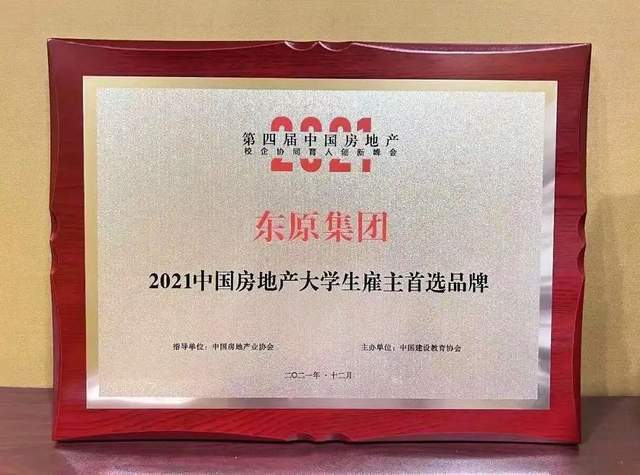 2021
第四届中国房地产
校企协同育人创新峰会
东原集团
2021中国房地产大学生雇主首选品牌
指导单位：中国房地产业协会 主办单位：中国建设教育协会
二〇二一年·十二月